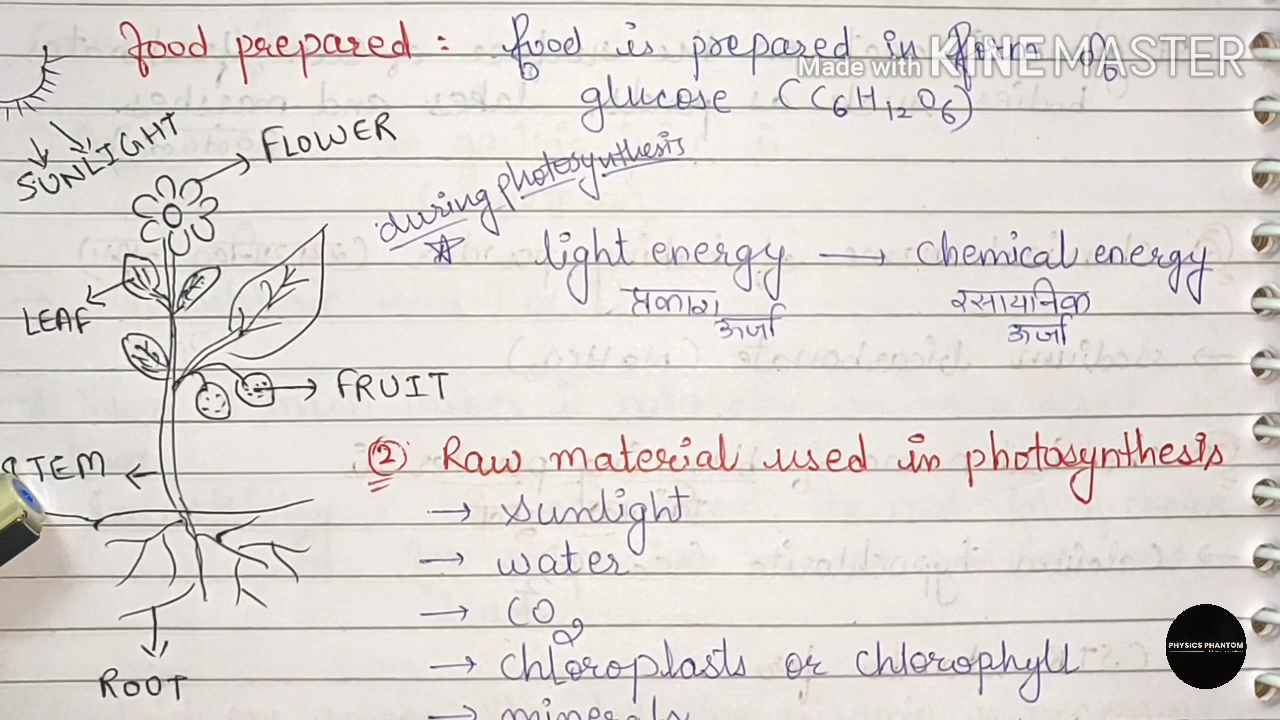 food prepared : food is prepared in form of
Made with KINEMASTER
glucose (C6H12O6)
SUNLIGHT
FLOWER
during photosynthesis
☆ light energy → chemical energy
प्रकाश रसायनिक
ऊर्जा ऊर्जा
LEAF
FRUIT
STEM
② Raw material used in photosynthesis
→ sunlight
→ water
→ CO2
→ chloroplasts or chlorophyll
→ minerals
ROOT
PHYSICS PHANTOM